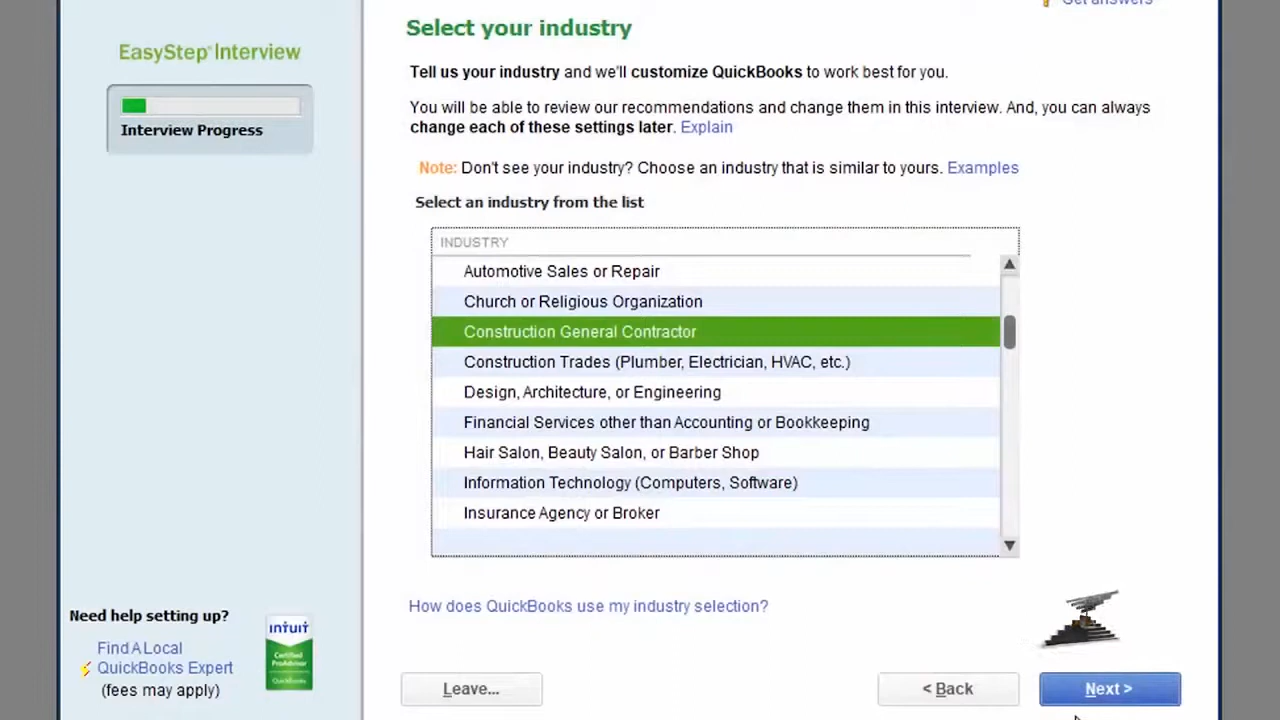 Get answers
Select your industry
EasyStep Interview
Tell us your industry and we'll customize QuickBooks to work best for you.
Interview Progress
You will be able to review our recommendations and change them in this interview. And, you can always
change each of these settings later. Explain
Note: Don't see your industry? Choose an industry that is similar to yours. Examples
Select an industry from the list
INDUSTRY
Automotive Sales or Repair
Church or Religious Organization
Construction General Contractor
Construction Trades (Plumber, Electrician, HVAC, etc.)
Design, Architecture, or Engineering
Financial Services other than Accounting or Bookkeeping
Hair Salon, Beauty Salon, or Barber Shop
Information Technology (Computers, Software)
Insurance Agency or Broker
How does QuickBooks use my industry selection?
Need help setting up?
Find A Local
QuickBooks Expert
(fees may apply)
INTUIT
Certified
ProAdvisor
QuickBooks
Leave...
< Back
Next >